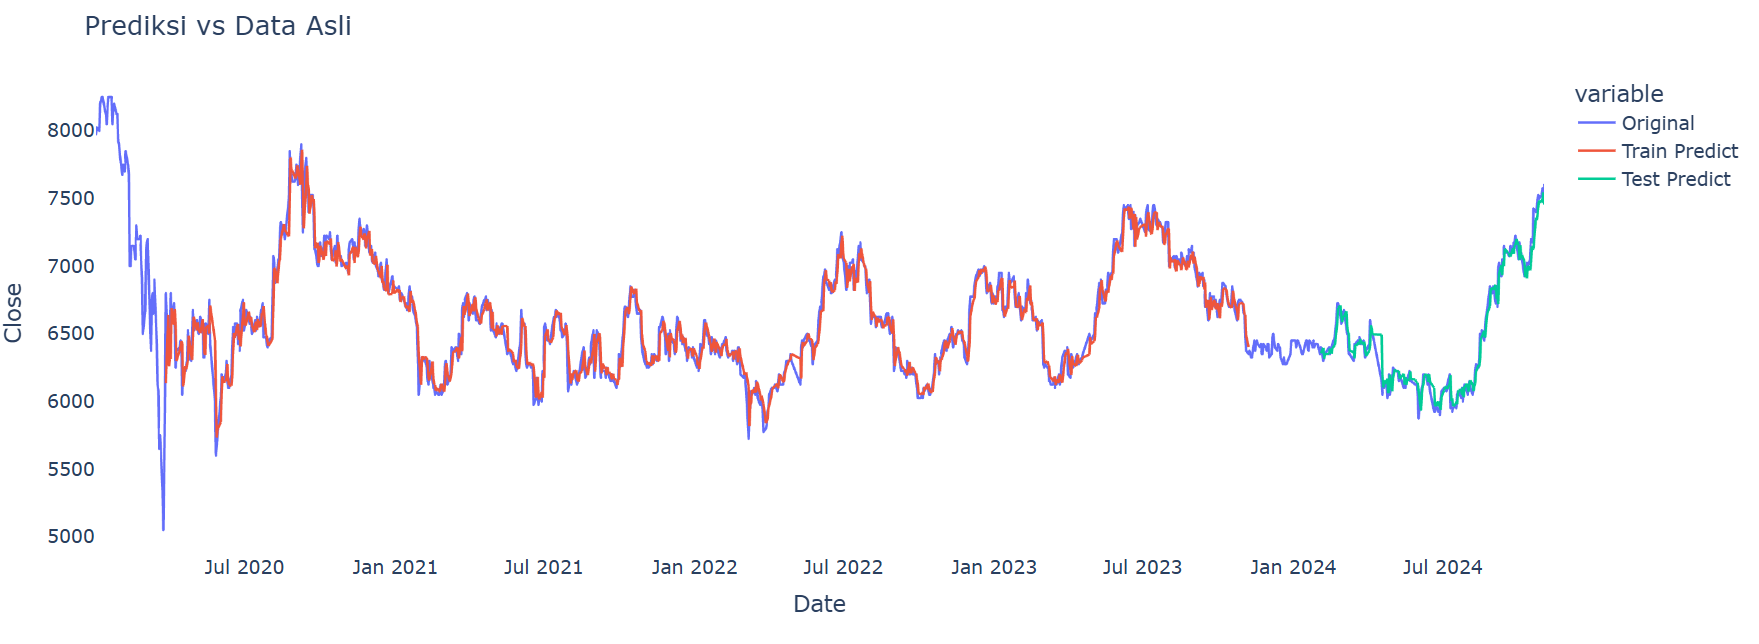 Prediksi vs Data Asli
variable
Original
Train Predict
Test Predict
Close
8000
7500
7000
6500
6000
5500
5000
Jul 2020
Jan 2021
Jul 2021
Jan 2022
Jul 2022
Jan 2023
Jul 2023
Jan 2024
Jul 2024
Date